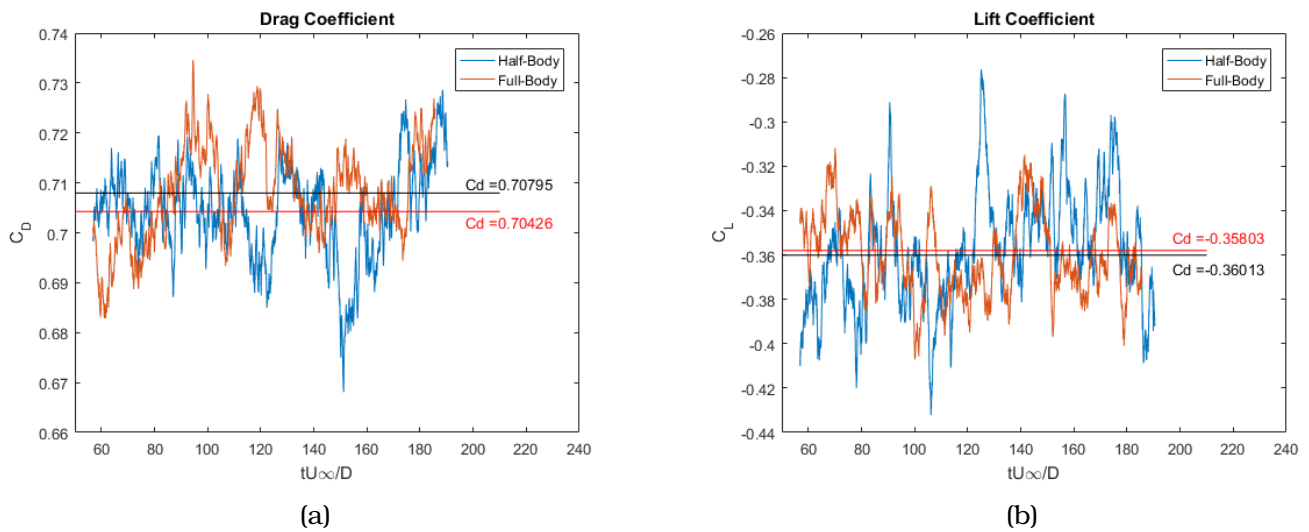 Drag Coefficient
0.74
0.73
0.72
0.71
0.7
0.69
0.68
0.67
0.66
C_D
Half-Body
Full-Body
Cd =0.70795
Cd =0.70426
60 80 100 120 140 160 180 200 220 240
tU∞/D
(a)
Lift Coefficient
-0.26
-0.28
-0.3
-0.32
-0.34
-0.36
-0.38
-0.4
-0.42
-0.44
C_L
Half-Body
Full-Body
Cd =-0.35803
Cd =-0.36013
60 80 100 120 140 160 180 200 220 240
tU∞/D
(b)